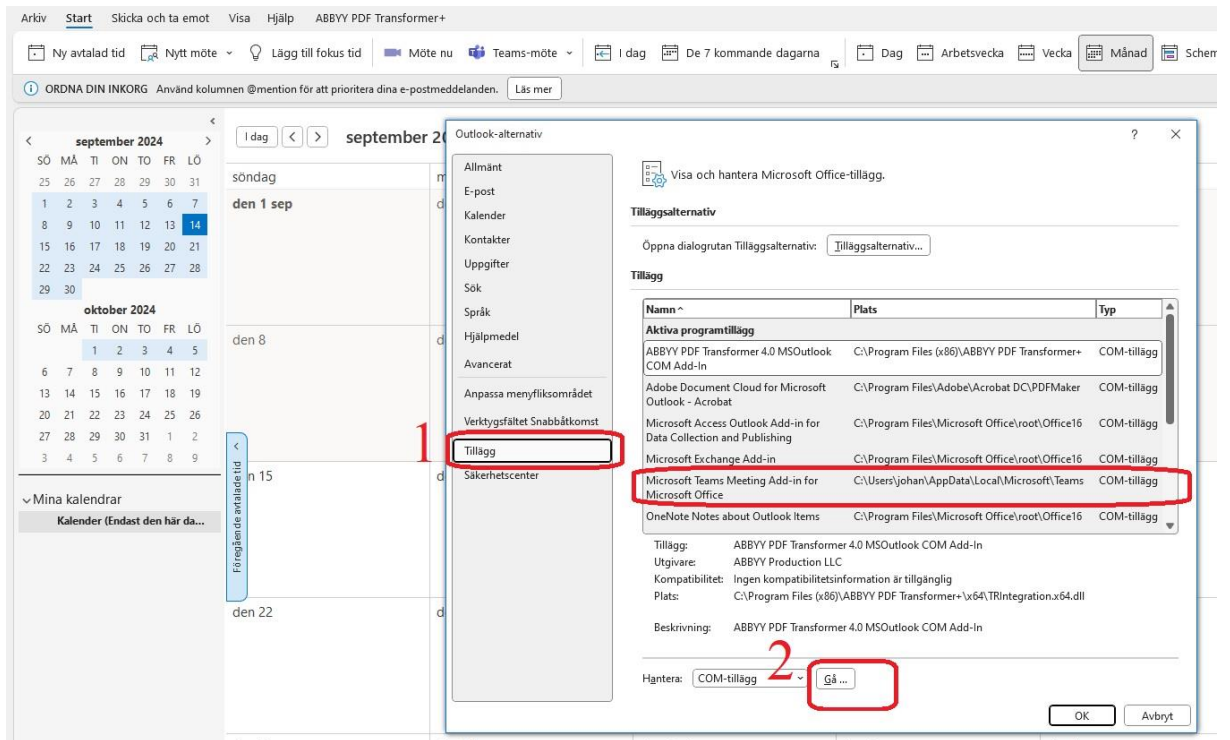 Arkiv Start Skicka och ta emot Visa Hjälp ABBYY PDF Transformer+
Ny avtalad tid Nytt möte Lägg till fokus tid Möte nu Teams-möte I dag De 7 kommande dagarna Dag Arbetsvecka Vecka Månad Schem
ORDNA DIN INKORG Använd kolumnen @mention för att prioritera dina e-postmeddelanden. Läs mer
september 2024
SÖ MÅ TI ON TO FR LÖ
25 26 27 28 29 30 31
1 2 3 4 5 6 7
8 9 10 11 12 13 14
15 16 17 18 19 20 21
22 23 24 25 26 27 28
29 30
oktober 2024
SÖ MÅ TI ON TO FR LÖ
1 2 3 4 5
6 7 8 9 10 11 12
13 14 15 16 17 18 19
20 21 22 23 24 25 26
27 28 29 30 31 1 2
3 4 5 6 7 8 9
Mina kalendrar
Kalender (Endast den här da...
Föregående avtalade tid
I dag september 20
söndag m
den 1 sep d
den 8 d
n 15
den 22 d
Outlook-alternativ ?
Allmänt
E-post
Kalender
Kontakter
Uppgifter
Sök
Språk
Hjälpmedel
Avancerat
Anpassa menyfliksområdet
Verktygsfältet Snabbåtkomst
1
Tillägg
Säkerhetscenter
Visa och hantera Microsoft Office-tillägg.
Tilläggsalternativ
Öppna dialogrutan Tilläggsalternativ: Tilläggsalternativ...
Tillägg
Namn Plats Typ
Aktiva programtillägg
ABBYY PDF Transformer 4.0 MSOutlook C:\Program Files (x86)\ABBYY PDF Transformer+ COM-tillägg
COM Add-In
Adobe Document Cloud for Microsoft C:\Program Files\Adobe\Acrobat DC\PDFMaker COM-tillägg
Outlook - Acrobat
Microsoft Access Outlook Add-in for C:\Program Files\Microsoft Office\root\Office16 COM-tillägg
Data Collection and Publishing
Microsoft Exchange Add-in C:\Program Files\Microsoft Office\root\Office16 COM-tillägg
Microsoft Teams Meeting Add-in for C:\Users\johan\AppData\Local\Microsoft\Teams COM-tillägg
Microsoft Office
OneNote Notes about Outlook Items C:\Program Files\Microsoft Office\root\Office16 COM-tillägg
Tillägg: ABBYY PDF Transformer 4.0 MSOutlook COM Add-In
Utgivare: ABBYY Production LLC
Kompatibilitet: Ingen kompatibilitetsinformation är tillgänglig
Plats: C:\Program Files (x86)\ABBYY PDF Transformer+\x64\TRIntegration.x64.dll
Beskrivning: ABBYY PDF Transformer 4.0 MSOutlook COM Add-In
2
Hantera: COM-tillägg Gå ...
OK Avbryt